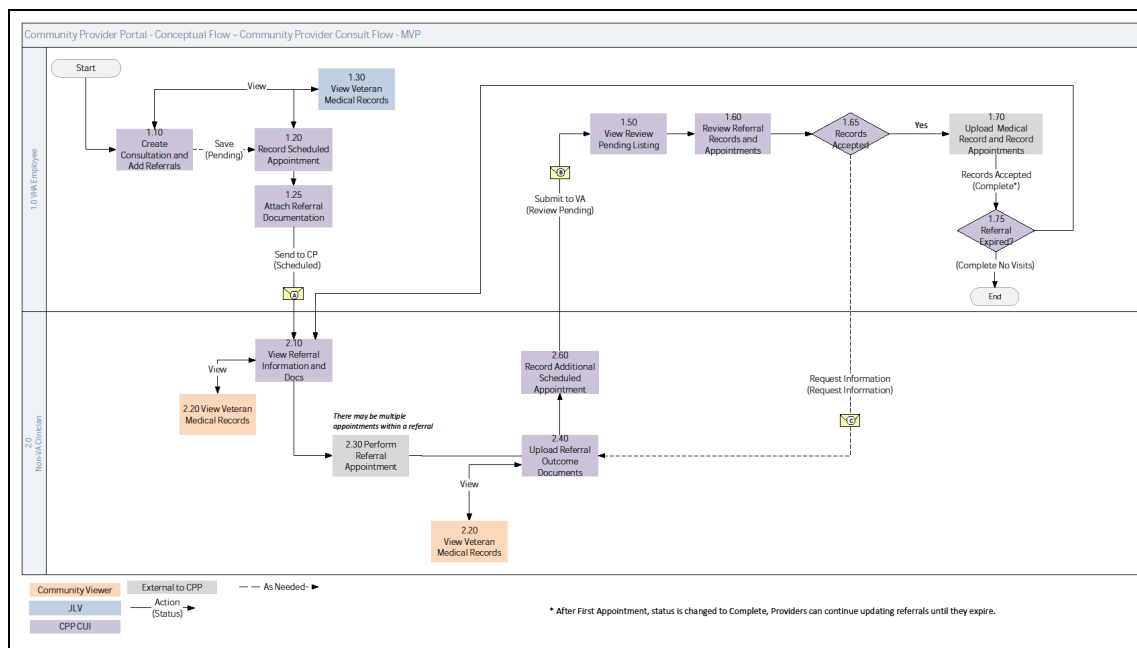 Community Provider Portal - Conceptual Flow – Community Provider Consult Flow - MVP
1.0 VHA Employee
Start
View
1.30
View Veteran
Medical Records
1.10
Create
Consultation and
Add Referrals
Save
(Pending)
1.20
Record Scheduled
Appointment
1.25
Attach Referral
Documentation
Send to CP
(Scheduled)
A
1.50
View Review
Pending Listing
1.60
Review Referral
Records and
Appointments
1.65
Records
Accepted
Yes
1.70
Upload Medical
Record and Record
Appointments
B
Submit to VA
(Review Pending)
Records Accepted
(Complete*)
1.75
Referral
Expired?
(Complete No Visits)
End
2.0
Non-VA Clinician
2.10
View Referral
Information and
Docs
View
2.20 View Veteran
Medical Records
There may be multiple
appointments within a referral
2.30 Perform
Referral
Appointment
2.60
Record Additional
Scheduled
Appointment
2.40
Upload Referral
Outcome
Documents
View
2.20
View Veteran
Medical Records
Request Information
(Request Information)
C
Community Viewer
External to CPP
As Needed
JLV
Action
(Status)
CPP CUI
* After First Appointment, status is changed to Complete, Providers can continue updating referrals until they expire.